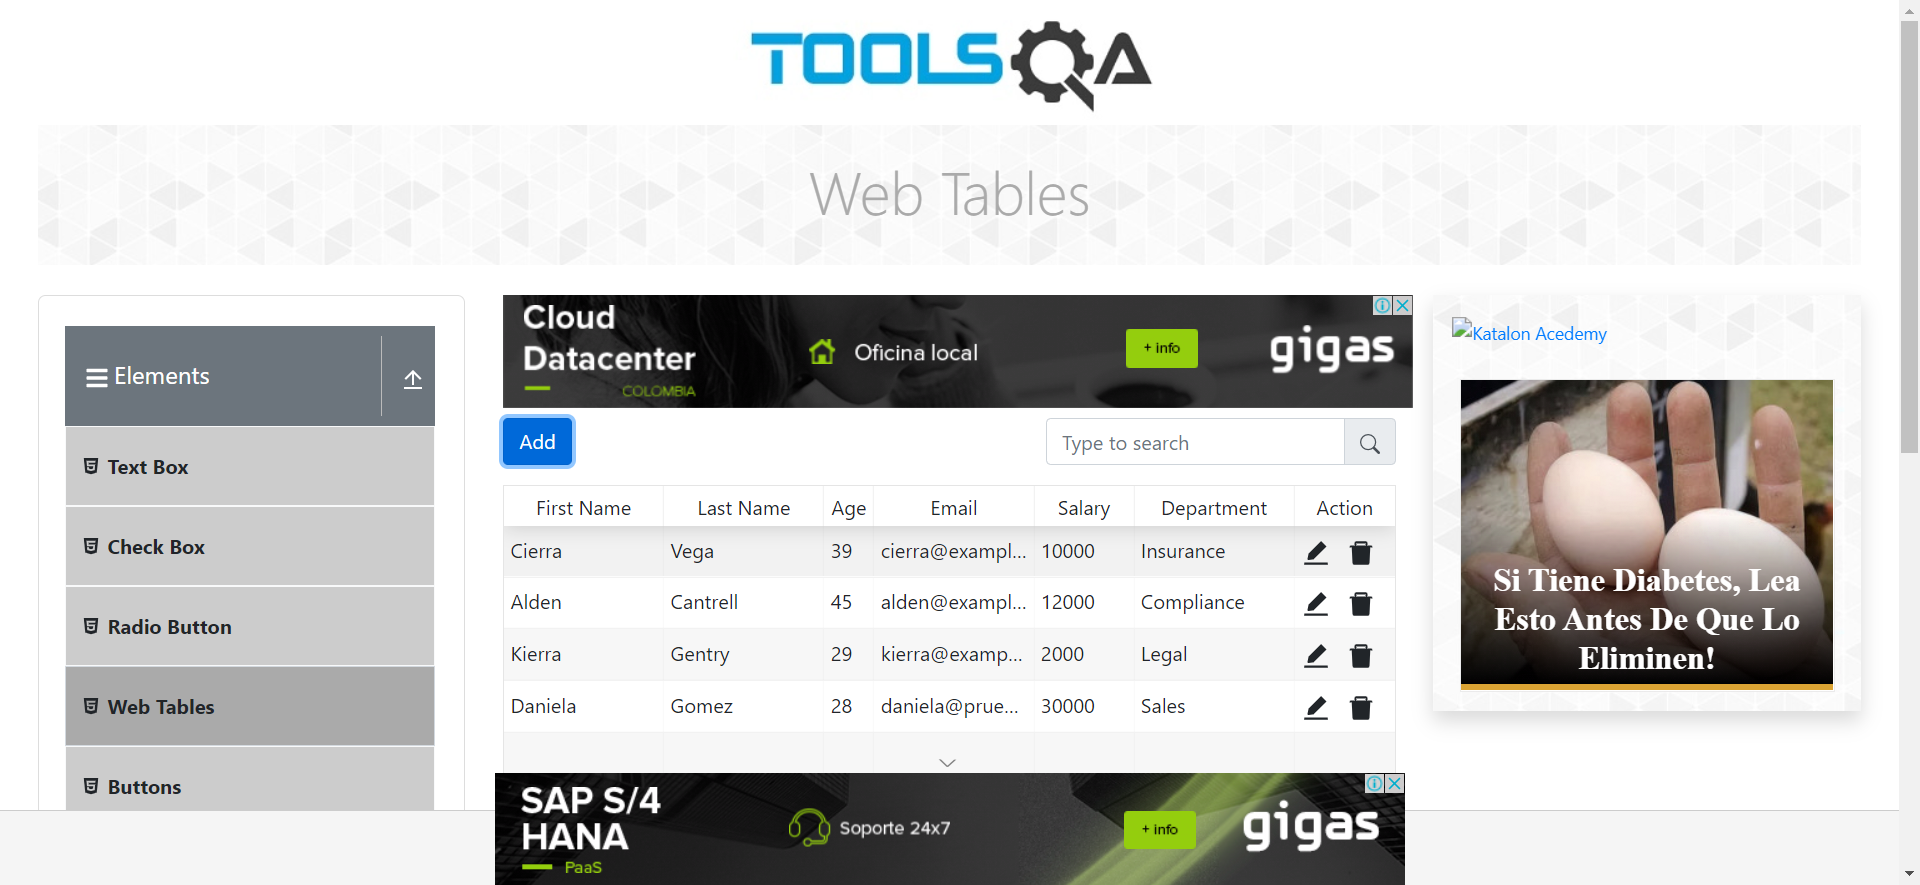 TOOLSQA
Web Tables
Elements
Text Box
Check Box
Radio Button
Web Tables
Buttons
Cloud
Datacenter
COLOMBIA
Oficina local
+ info
gigas
Add
Type to search
First Name Last Name Age Email Salary Department Action
Cierra Vega 39 cierra@exampl... 10000 Insurance
Alden Cantrell 45 alden@exampl... 12000 Compliance
Kierra Gentry 29 kierra@examp... 2000 Legal
Daniela Gomez 28 daniela@prue... 30000 Sales
SAP S/4
HANA
PaaS
Soporte 24x7
+ info
gigas
Katalon Acedemy
Si Tiene Diabetes, Lea
Esto Antes De Que Lo
Eliminen!